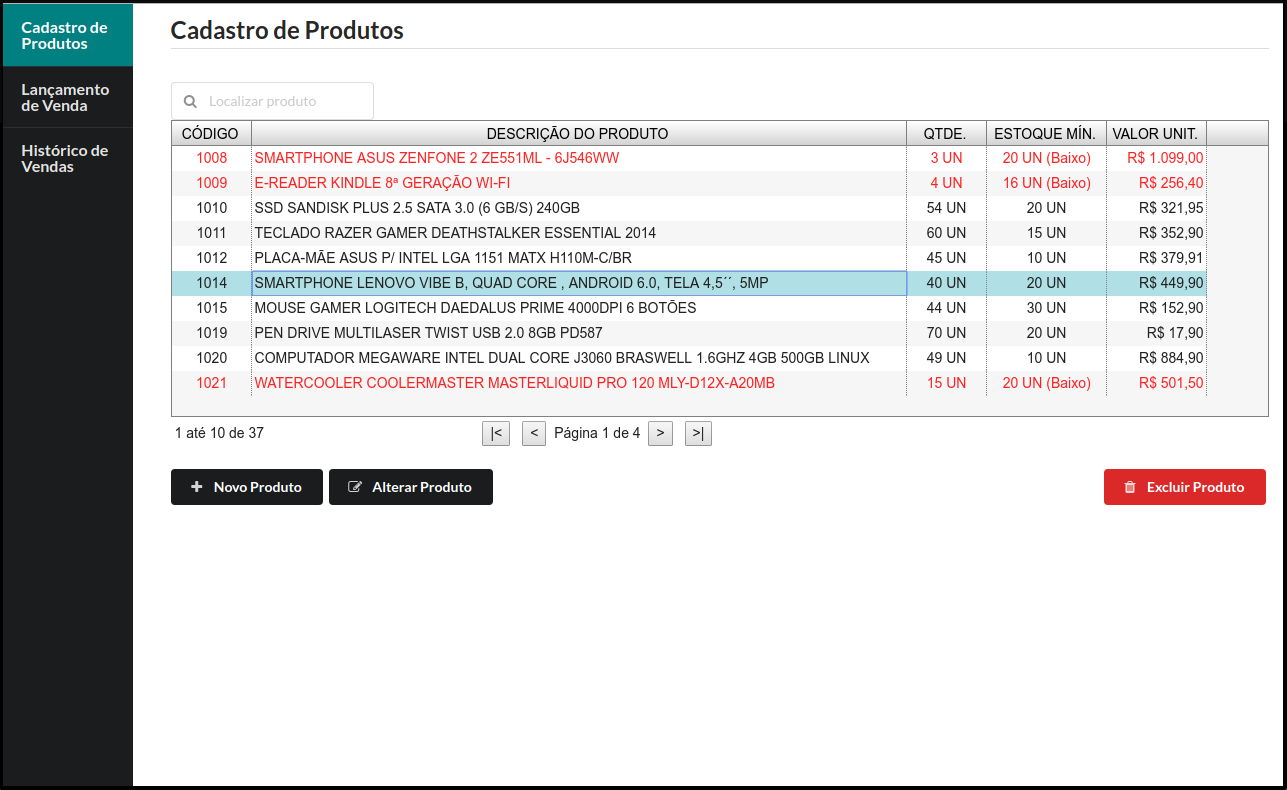 Cadastro de
Produtos
Lançamento
de Venda
Histórico de
Vendas
Cadastro de Produtos
Localizar produto
CÓDIGO DESCRIÇÃO DO PRODUTO QTDE. ESTOQUE MÍN. VALOR UNIT.
1008 SMARTPHONE ASUS ZENFONE 2 ZE551ML - 6J546WW 3 UN 20 UN (Baixo) R$ 1.099,00
1009 E-READER KINDLE 8ª GERAÇÃO WI-FI 4 UN 16 UN (Baixo) R$ 256,40
1010 SSD SANDISK PLUS 2.5 SATA 3.0 (6 GB/S) 240GB 54 UN 20 UN R$ 321,95
1011 TECLADO RAZER GAMER DEATHSTALKER ESSENTIAL 2014 60 UN 15 UN R$ 352,90
1012 PLACA-MÃE ASUS P/ INTEL LGA 1151 MATX H110M-C/BR 45 UN 10 UN R$ 379,91
1014 SMARTPHONE LENOVO VIBE B, QUAD CORE , ANDROID 6.0, TELA 4,5´´, 5MP 40 UN 20 UN R$ 449,90
1015 MOUSE GAMER LOGITECH DAEDALUS PRIME 4000DPI 6 BOTÕES 44 UN 30 UN R$ 152,90
1019 PEN DRIVE MULTILASER TWIST USB 2.0 8GB PD587 70 UN 20 UN R$ 17,90
1020 COMPUTADOR MEGAWARE INTEL DUAL CORE J3060 BRASWELL 1.6GHZ 4GB 500GB LINUX 49 UN 10 UN R$ 884,90
1021 WATERCOOLER COOLERMASTER MASTERLIQUID PRO 120 MLY-D12X-A20MB 15 UN 20 UN (Baixo) R$ 501,50
1 até 10 de 37 |< < Página 1 de 4 > >|
Novo Produto Alterar Produto Excluir Produto